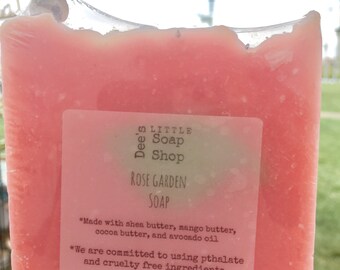 Dee's
LITTLE
Soap
Shop
ROSE GARDEN
SOAP
*Made with shea butter, mango butter,
cocoa butter, and avocado oil
*We are committed to using pthalate
and cruelty free ingredients